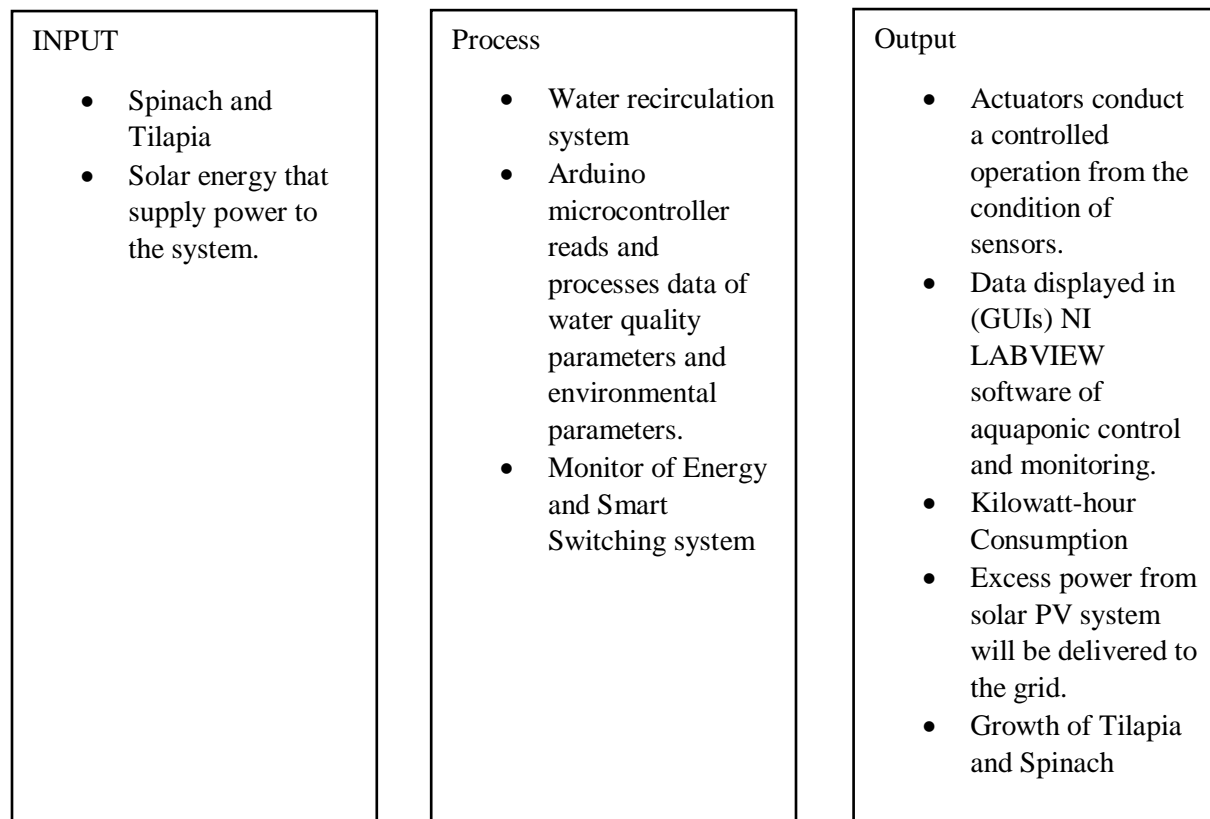 INPUT
• Spinach and
Tilapia
• Solar energy that
supply power to
the system.
Process
• Water recirculation
system
• Arduino
microcontroller
reads and
processes data of
water quality
parameters and
environmental
parameters.
• Monitor of Energy
and Smart
Switching system
Output
• Actuators conduct
a controlled
operation from the
condition of
sensors.
• Data displayed in
(GUIs) NI
LABVIEW
software of
aquaponic control
and monitoring.
• Kilowatt-hour
Consumption
• Excess power from
solar PV system
will be delivered to
the grid.
• Growth of Tilapia
and Spinach